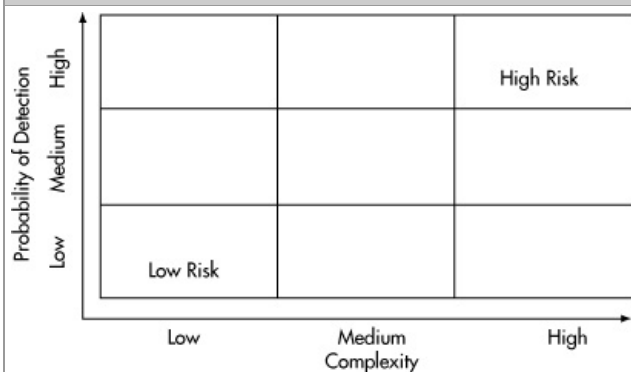 Probability of Detection
High
Medium
Low
High Risk
Low Risk
Low
Medium
High
Complexity